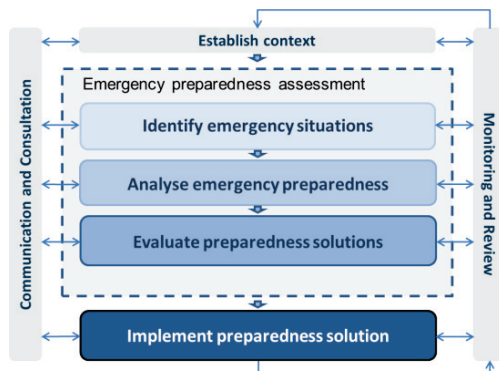 Establish context
Emergency preparedness assessment
Identify emergency situations
Analyse emergency preparedness
Evaluate preparedness solutions
Implement preparedness solution
Communication and Consultation
Monitoring and Review